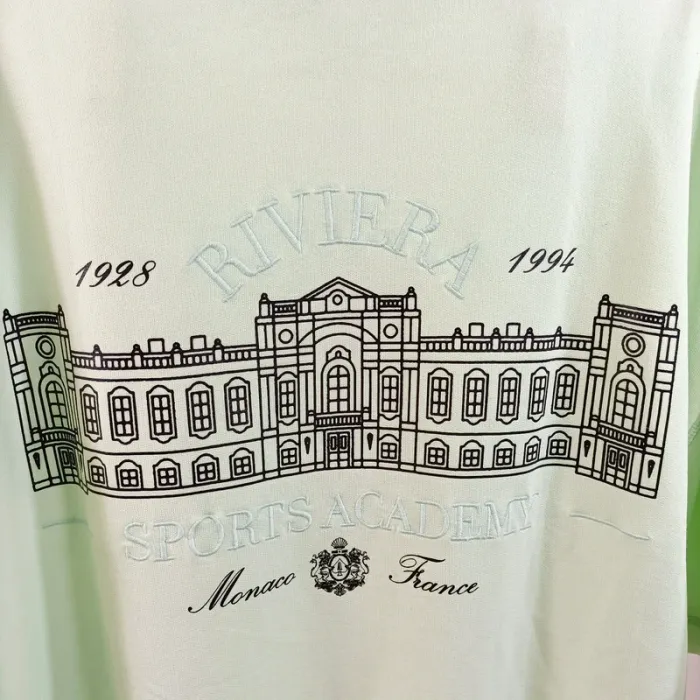 RIVIERA
1928 1994
SPORTS ACADEMY
Monaco France